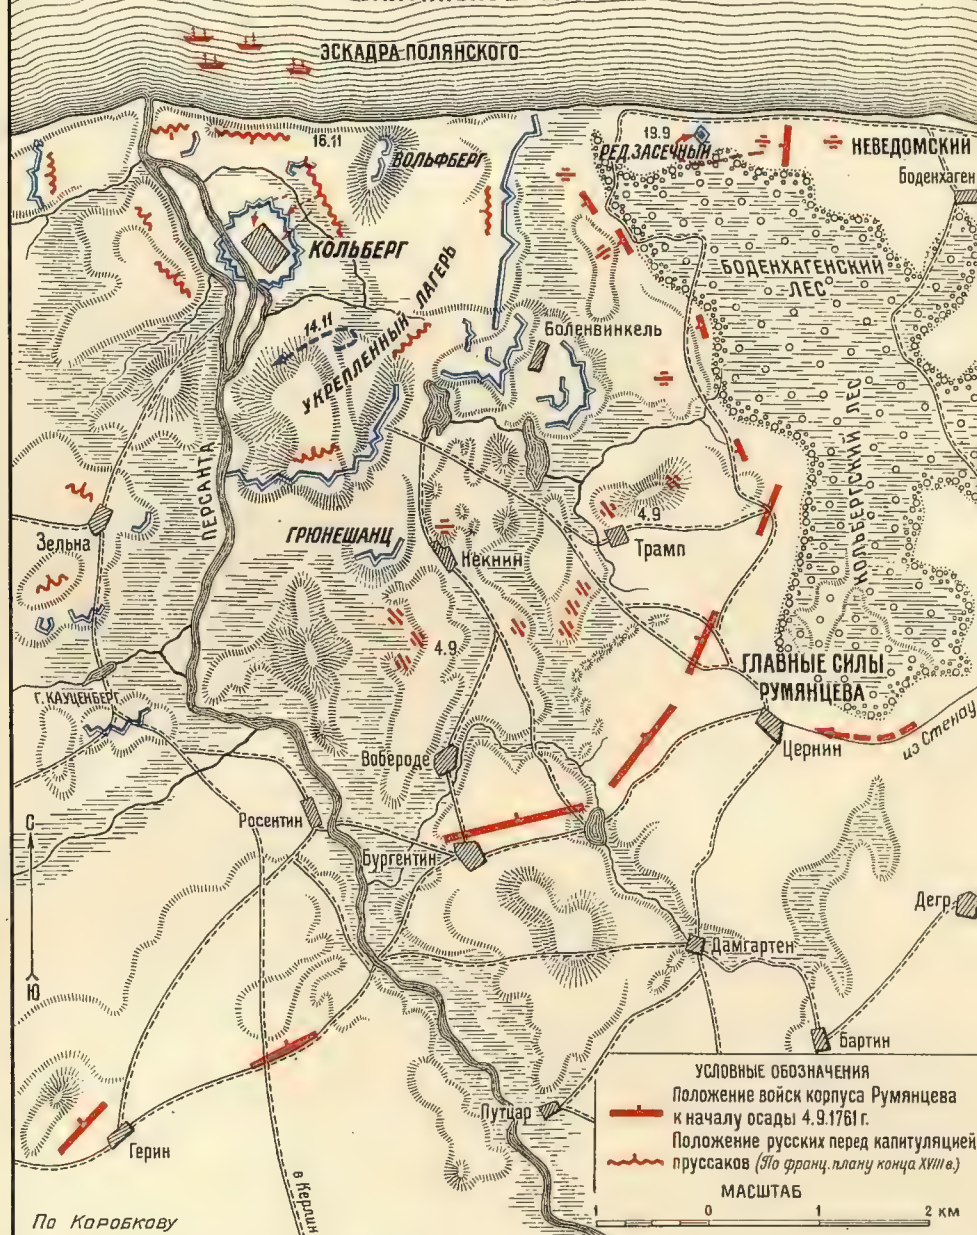 ЭСКАДРА ПОЛЯНСКОГО
16.11
ВОЛЬФБЕРГ
19.9
РЕД. ЗАСЕЧНЫЙ
НЕВЕДОМСКИЙ
Боденхаген
КОЛЬБЕРГ
БОДЕНХАГЕНСКИЙ
ЛЕС
УКРЕПЛЕННЫЙ ЛАГЕРЬ
14.11
Боленвинкель
ПЕРСАНТА
КОЛЬБЕРГСКИЙ ЛЕС
4.9
Зельна
ГРЮНЕШАНЦ
Некнин
Трамп
4.9
ГЛАВНЫЕ СИЛЫ
РУМЯНЦЕВА
Г. КАУЦЕНБЕРГ
Цернин
из Стенау
Вобероде
Росентин
Бургентин
С
Ю
Дегр
Дамгартен
Бартин
Путцар
Герин
в Керлин
УСЛОВНЫЕ ОБОЗНАЧЕНИЯ
Положение войск корпуса Румянцева
к началу осады 4.9.1761 г.
Положение русских перед капитуляцией
пруссаков (По франц. плану конца XVIII в.)
МАСШТАБ
1 0 1 2 км
По Коробкову